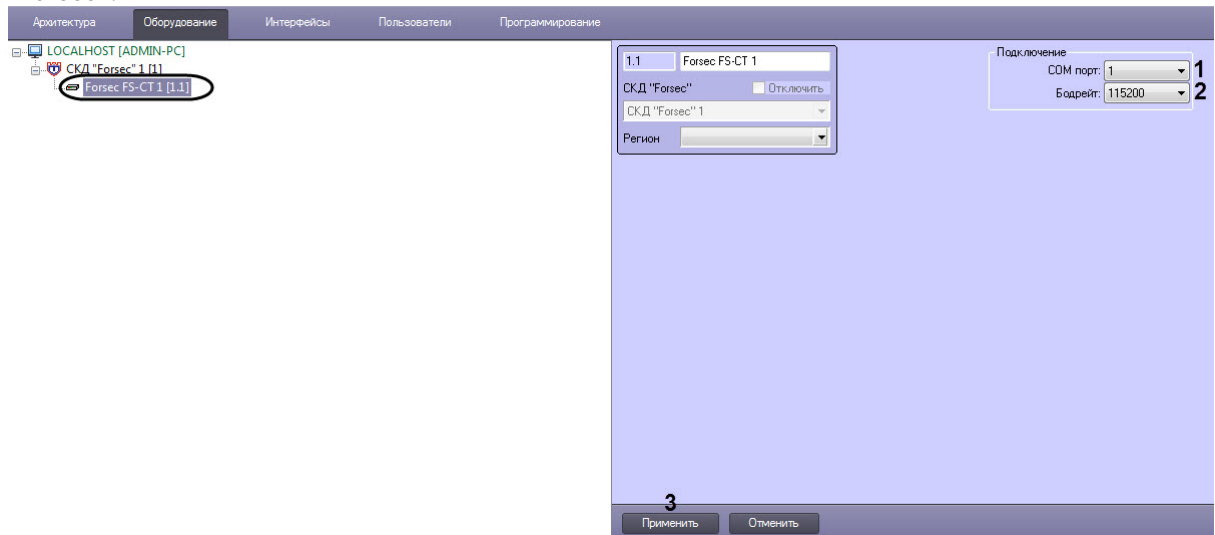 Архитектура Оборудование Интерфейсы Пользователи Программирование
LOCALHOST [ADMIN-PC]
СКД "Forsec" 1 [1]
Forsec FS-CT 1 [1.1]
1.1 Forsec FS-CT 1
СКД "Forsec" Отключить
СКД "Forsec" 1
Регион
Подключение
COM порт: 1 1
Бодрейт: 115200 2
3
Применить Отменить